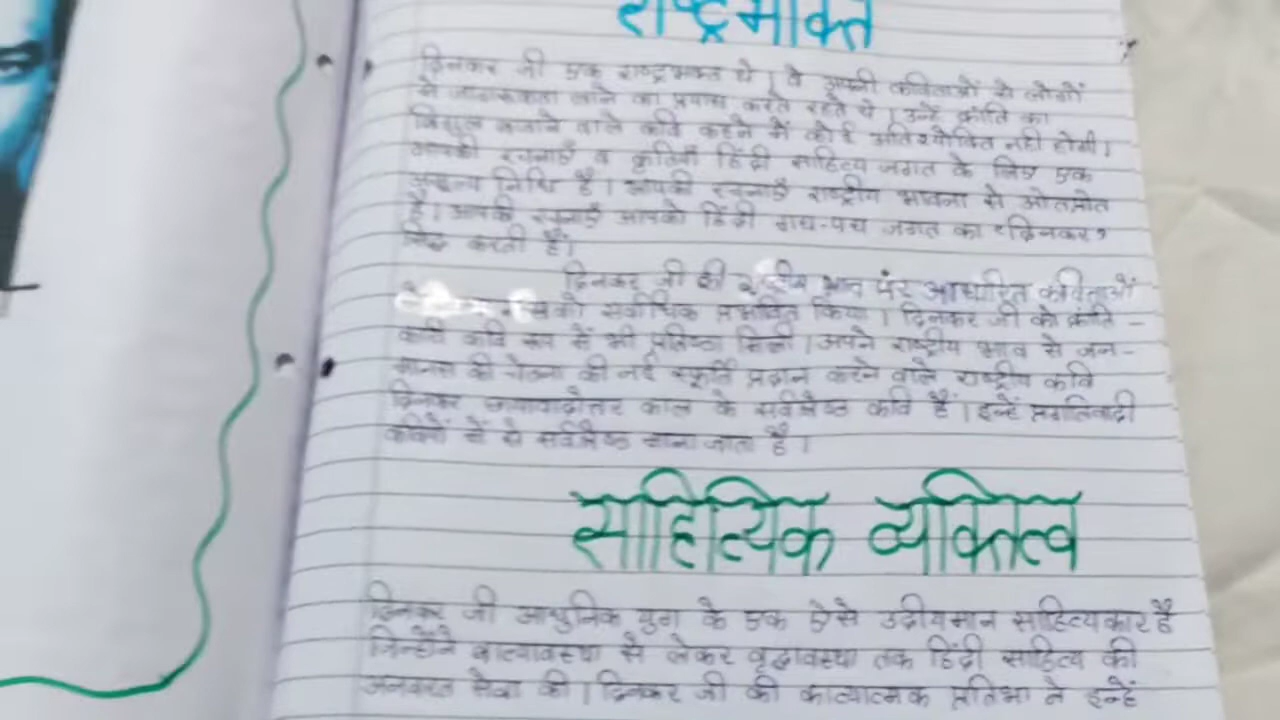 राष्ट्रभक्त
दिनकर जी एक राष्ट्रभक्त थे। वे अपनी कविताओं से लोगों
में जागरूकता लाने का प्रयास करते रहते थे। उन्हें क्रांति का
बिगुल बजाने वाले कवि कहने में कोई अतिश्योक्ति नही होगी।
आपकी रचनाएँ व कृतियाँ हिंदी साहित्य जगत के लिए एक
निधि है। आपकी रचनाएँ राष्ट्रीय भावना से ओतप्रोत
है। आपकी रचनाएँ आपको हिंदी गद्य-पद्य जगत का "दिनकर"
सिद्ध करती हैं।
दिनकर जी की राष्ट्रीय भाव पर आधारित कविताओं
सर्वाधिक प्रभावित किया। दिनकर जी को क्रांति-
कारी कवि रूप में भी प्रतिष्ठा मिली। अपने राष्ट्रीय भाव से जन-
मानस की चेतना की नई स्फूर्ति प्रदान करने वाले राष्ट्रीय कवि
दिनकर छायावादोत्तर काल के सर्वश्रेष्ठ कवि हैं। इन्हें प्रगतिवादी
कवियों में से सर्वश्रेष्ठ माना जाता है।
साहित्यिक व्यक्तित्व
दिनकर जी आधुनिक युग के एक ऐसे उदीयमान साहित्यकार है
जिन्होंने बाल्यावस्था से लेकर वृद्धावस्था तक हिंदी साहित्य की
अनवरत सेवा की। दिनकर जी की काव्यात्मक प्रतिभा ने इन्हें